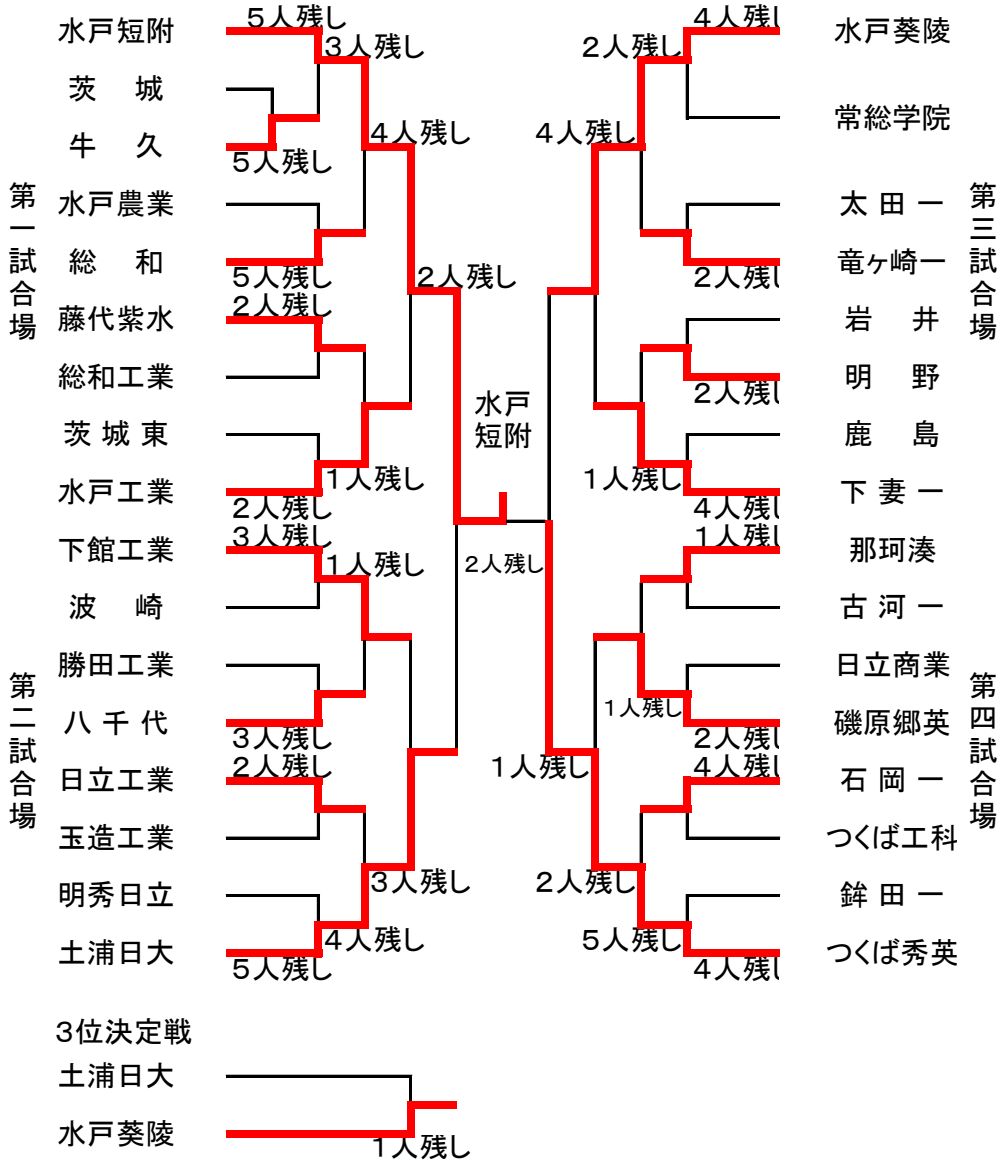 水戸短附
茨 城
牛 久
水戸農業
総 和
藤代紫水
総和工業
茨城東
水戸工業
下館工業
波 崎
勝田工業
八千代
日立工業
玉造工業
明秀日立
土浦日大
第一試合場
第二試合場
5人残し
3人残し
5人残し
4人残し
5人残し
2人残し
2人残し
1人残し
2人残し
3人残し
1人残し
3人残し
2人残し
3人残し
4人残し
5人残し
水戸
短附
2人残し
4人残し
2人残し
4人残し
2人残し
2人残し
1人残し
4人残し
1人残し
1人残し
2人残し
1人残し
4人残し
2人残し
5人残し
4人残し
水戸葵陵
常総学院
太田一
竜ヶ崎一
岩 井
明 野
鹿 島
下妻一
那珂湊
古河一
日立商業
磯原郷英
石岡一
つくば工科
鉾田一
つくば秀英
第三試合場
第四試合場
3位決定戦
土浦日大
水戸葵陵
1人残し